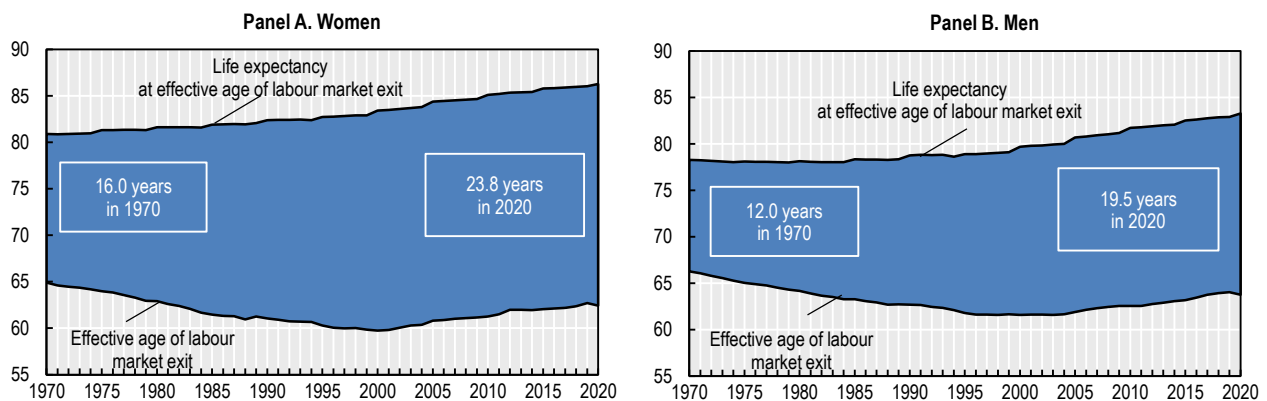 Panel A. Women
90
85
80
75
70
65
60
55
Life expectancy
at effective age of labour market exit
16.0 years
in 1970
23.8 years
in 2020
Effective age of labour
market exit
1970 1975 1980 1985 1990 1995 2000 2005 2010 2015 2020
Panel B. Men
90
85
80
75
70
65
60
55
Life expectancy
at effective age of labour market exit
12.0 years
in 1970
19.5 years
in 2020
Effective age of labour
market exit
1970 1975 1980 1985 1990 1995 2000 2005 2010 2015 2020